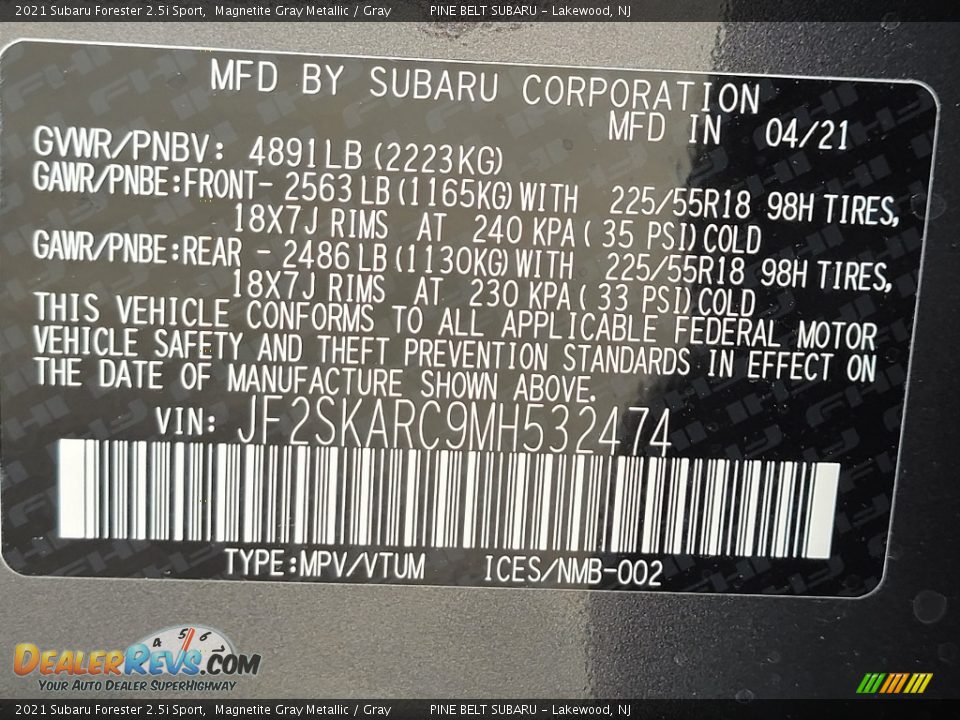 2021 Subaru Forester 2.5i Sport, Magnetite Gray Metallic / Gray PINE BELT SUBARU - Lakewood, NJ
MFD BY SUBARU CORPORATION
MFD IN 04/21
GVWR/PNBV: 4891LB (2223KG)
GAWR/PNBE:FRONT- 2563 LB (1165KG) WITH 225/55R18 98H TIRES,
18X7J RIMS AT 240 KPA ( 35 PSI) COLD
GAWR/PNBE:REAR - 2486 LB (1130KG) WITH 225/55R18 98H TIRES,
18X7J RIMS AT 230 KPA ( 33 PSI) COLD
THIS VEHICLE CONFORMS TO ALL APPLICABLE FEDERAL MOTOR
VEHICLE SAFETY AND THEFT PREVENTION STANDARDS IN EFFECT ON
THE DATE OF MANUFACTURE SHOWN ABOVE.
VIN: JF2SKARC9MH532474
TYPE:MPV/VTUM ICES/NMB-002
4 5 6
DEALERREVS.COM
YOUR AUTO DEALER SUPERHIGHWAY
2021 Subaru Forester 2.5i Sport, Magnetite Gray Metallic / Gray PINE BELT SUBARU - Lakewood, NJ